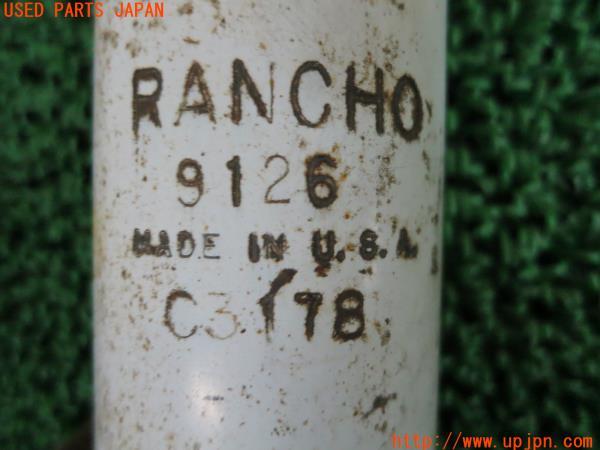 USED PARTS JAPAN
RANCHO
9126
MADE IN U.S.A.
C3178
http://www.upjpn.com/